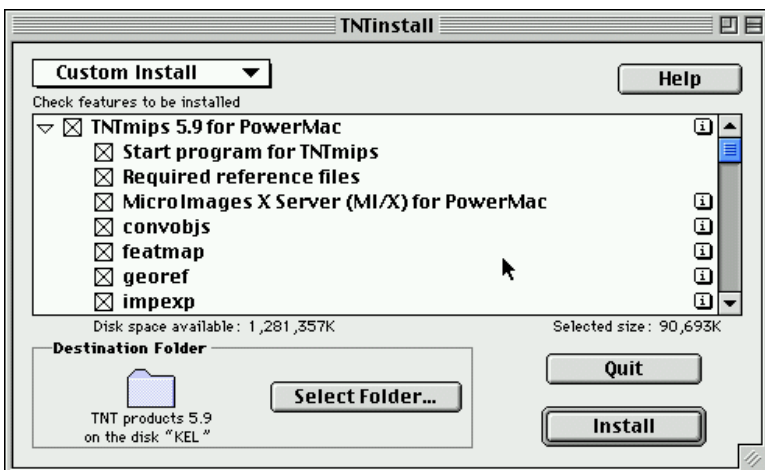 TNTinstall
Custom Install
Help
Check features to be installed
TNTmips 5.9 for PowerMac
Start program for TNTmips
Required reference files
MicroImages X Server (MI/X) for PowerMac
convobjs
featmap
georef
impexp
Disk space available: 1,281,357K
Selected size: 90,693K
Destination Folder
Quit
Select Folder...
TNT products 5.9
on the disk "KEL"
Install